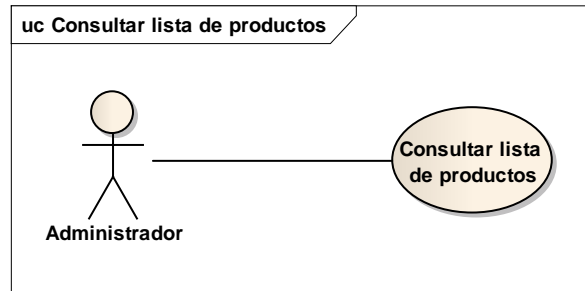 uc Consultar lista de productos
Consultar lista
de productos
Administrador